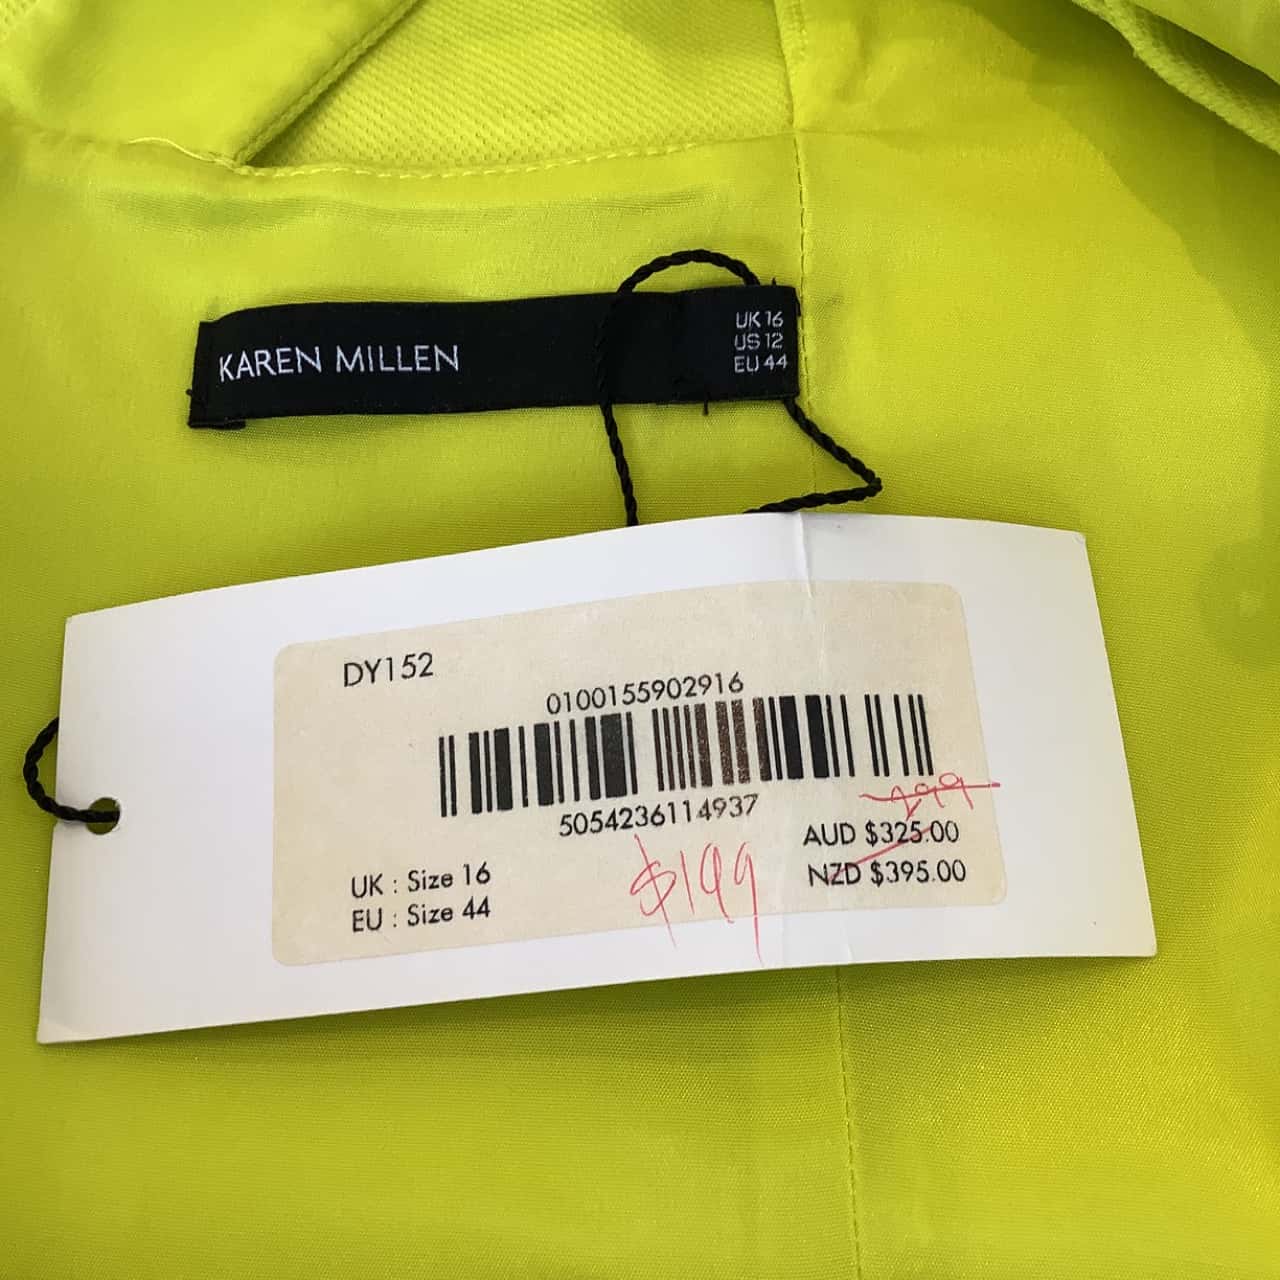 KAREN MILLEN
UK 16
US 12
EU 44
DY152
0100155902916
5054236114937
199
AUD $325.00
NZD $395.00
$199
UK : Size 16
EU : Size 44